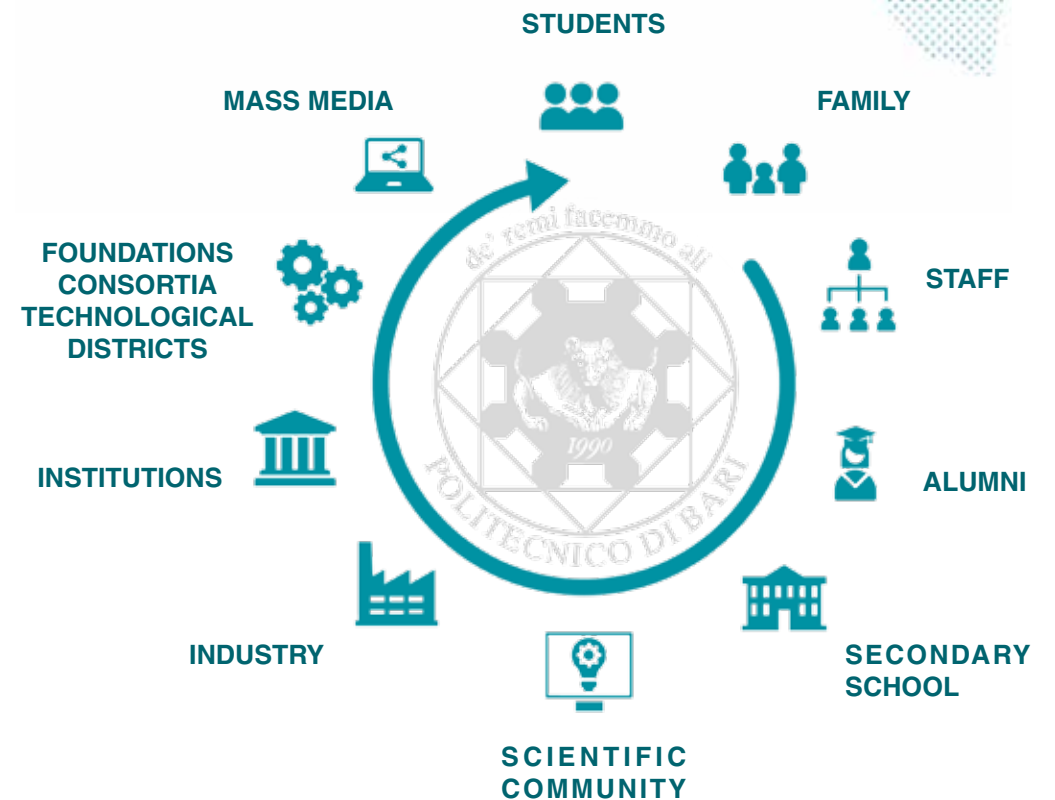 STUDENTS
MASS MEDIA
FAMILY
FOUNDATIONS
CONSORTIA
TECHNOLOGICAL
DISTRICTS
STAFF
INSTITUTIONS
ALUMNI
INDUSTRY
SECONDARY
SCHOOL
SCIENTIFIC
COMMUNITY
de' remi facemmo ali
1990
POLITECNICO DI BARI